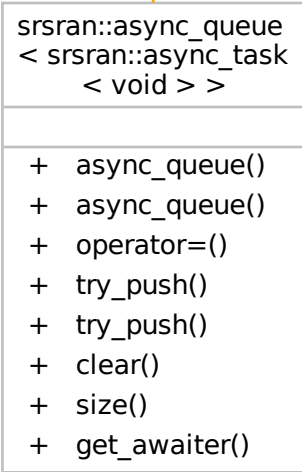 srsran::async_queue
< srsran::async_task
< void > >
+ async_queue()
+ async_queue()
+ operator=()
+ try_push()
+ try_push()
+ clear()
+ size()
+ get_awaiter()